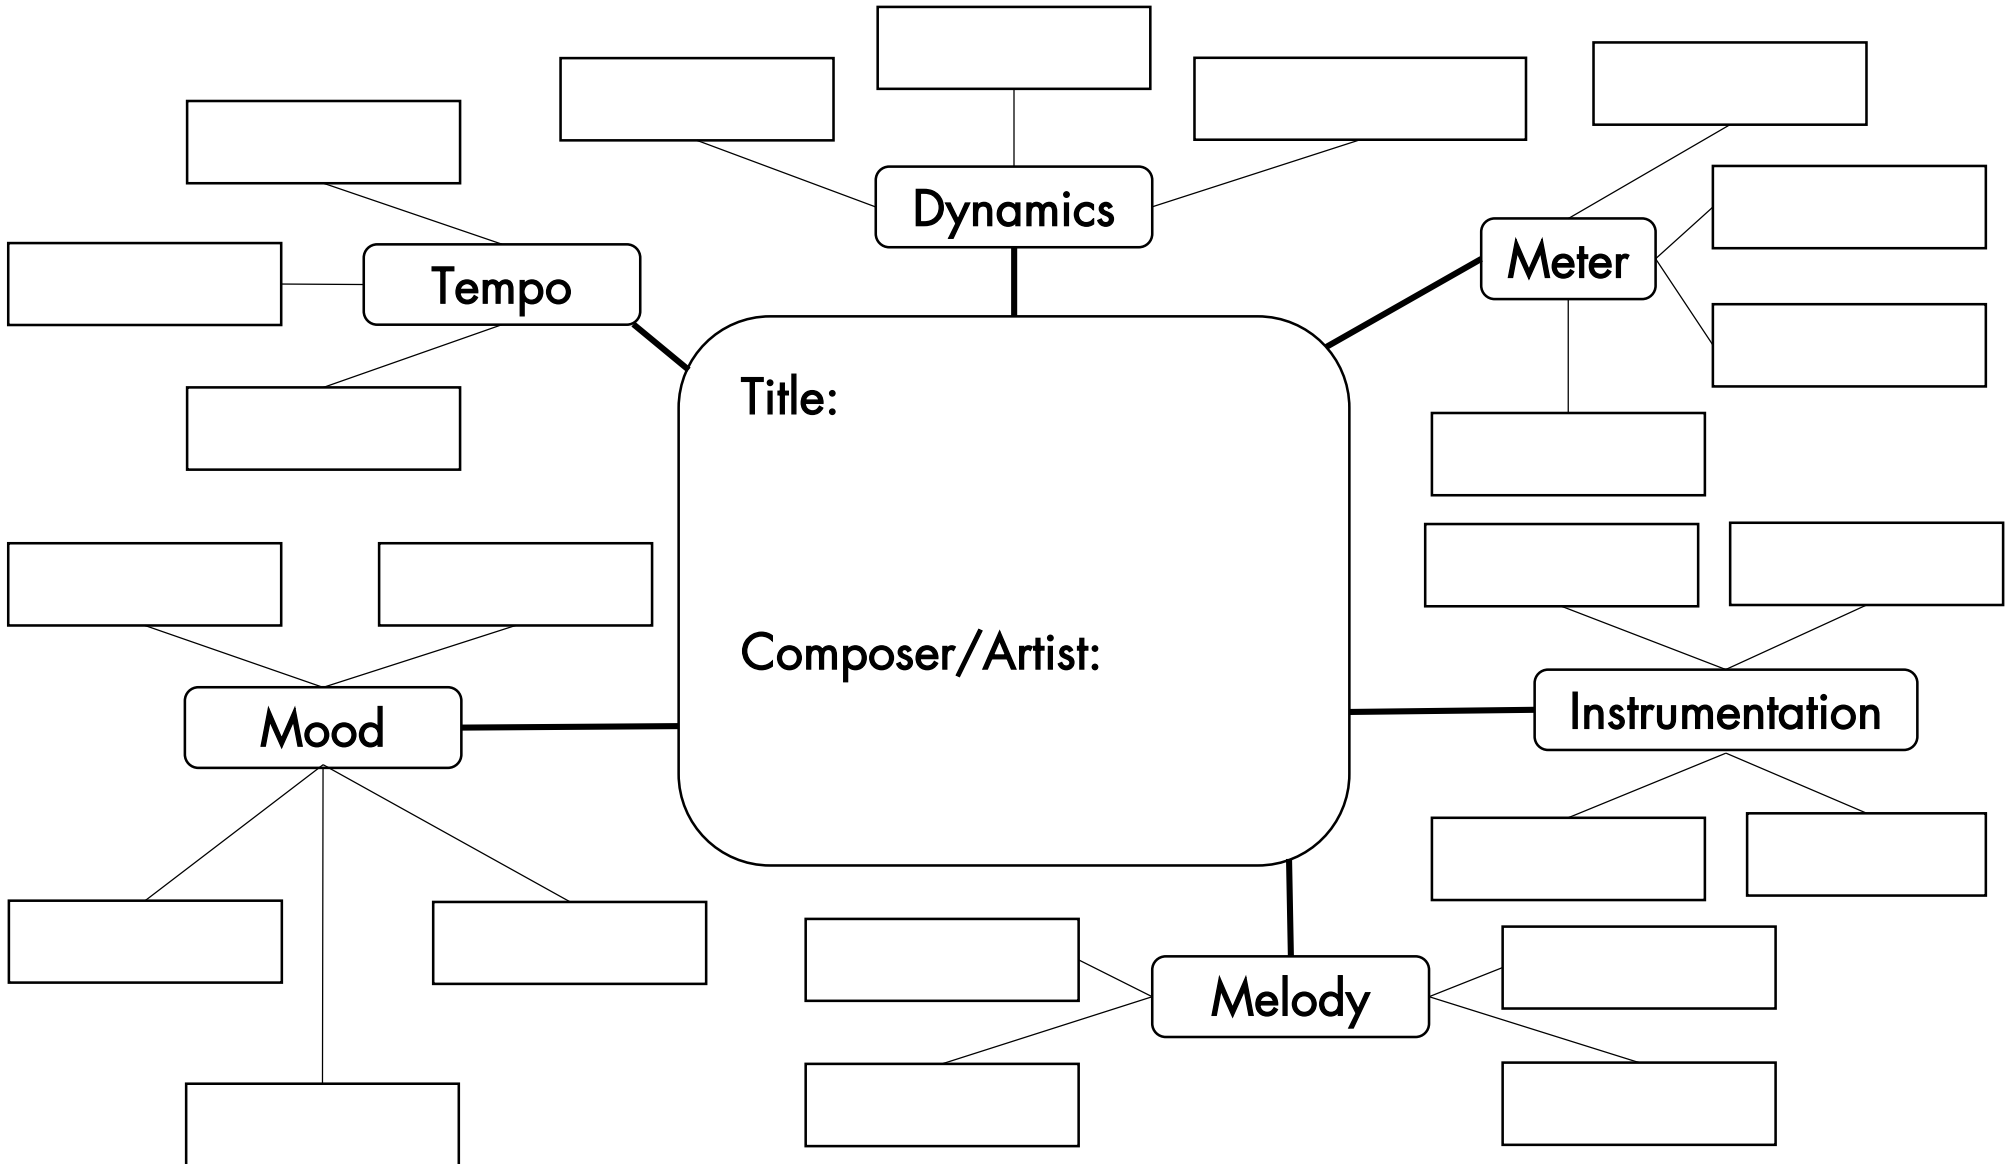 Dynamics
Meter
Tempo
Title:
Composer/Artist:
Mood
Instrumentation
Melody